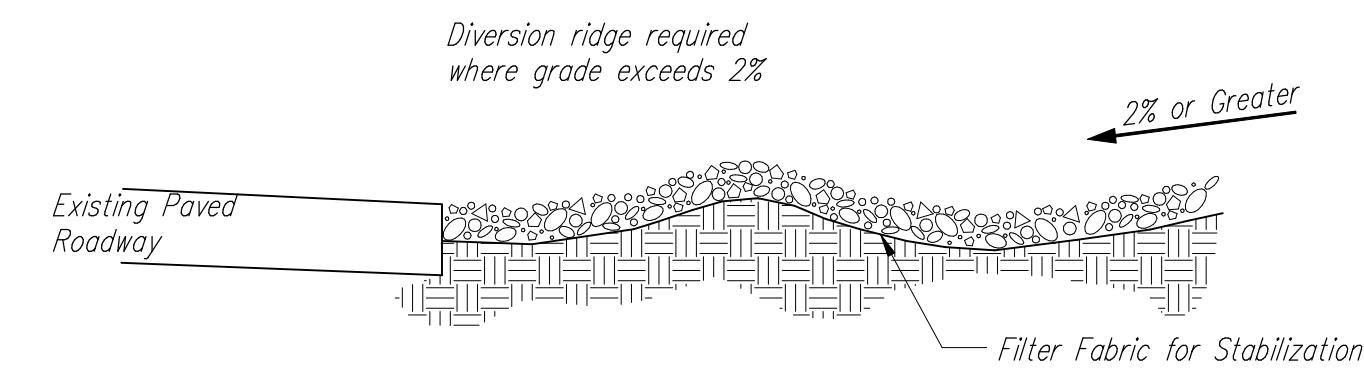 Diversion ridge required
where grade exceeds 2%
2% or Greater
Existing Paved
Roadway
Filter Fabric for Stabilization